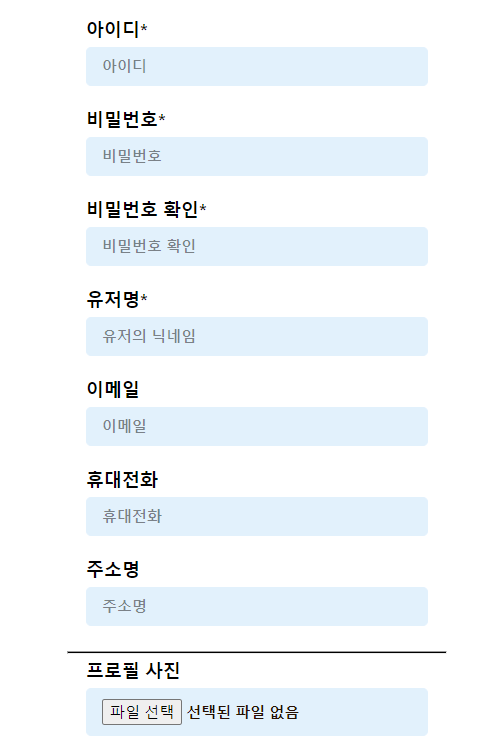 아이디*
아이디
비밀번호*
비밀번호
비밀번호 확인*
비밀번호 확인
유저명*
유저의 닉네임
이메일
이메일
휴대전화
휴대전화
주소명
주소명
프로필 사진
파일 선택 선택된 파일 없음